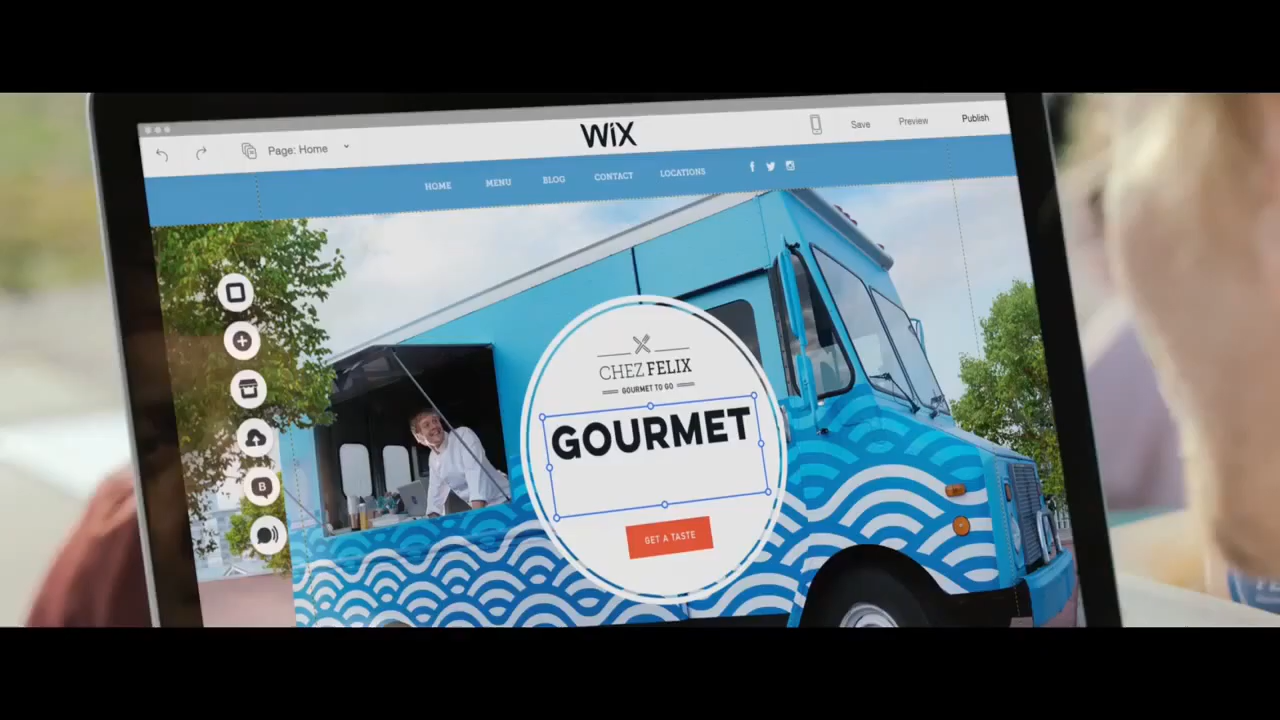 WiX
Page: Home
Save
Preview
Publish
HOME
MENU
BLOG
CONTACT
LOCATIONS
CHEZ FELIX
GOURMET TO GO
GOURMET
GET A TASTE
B